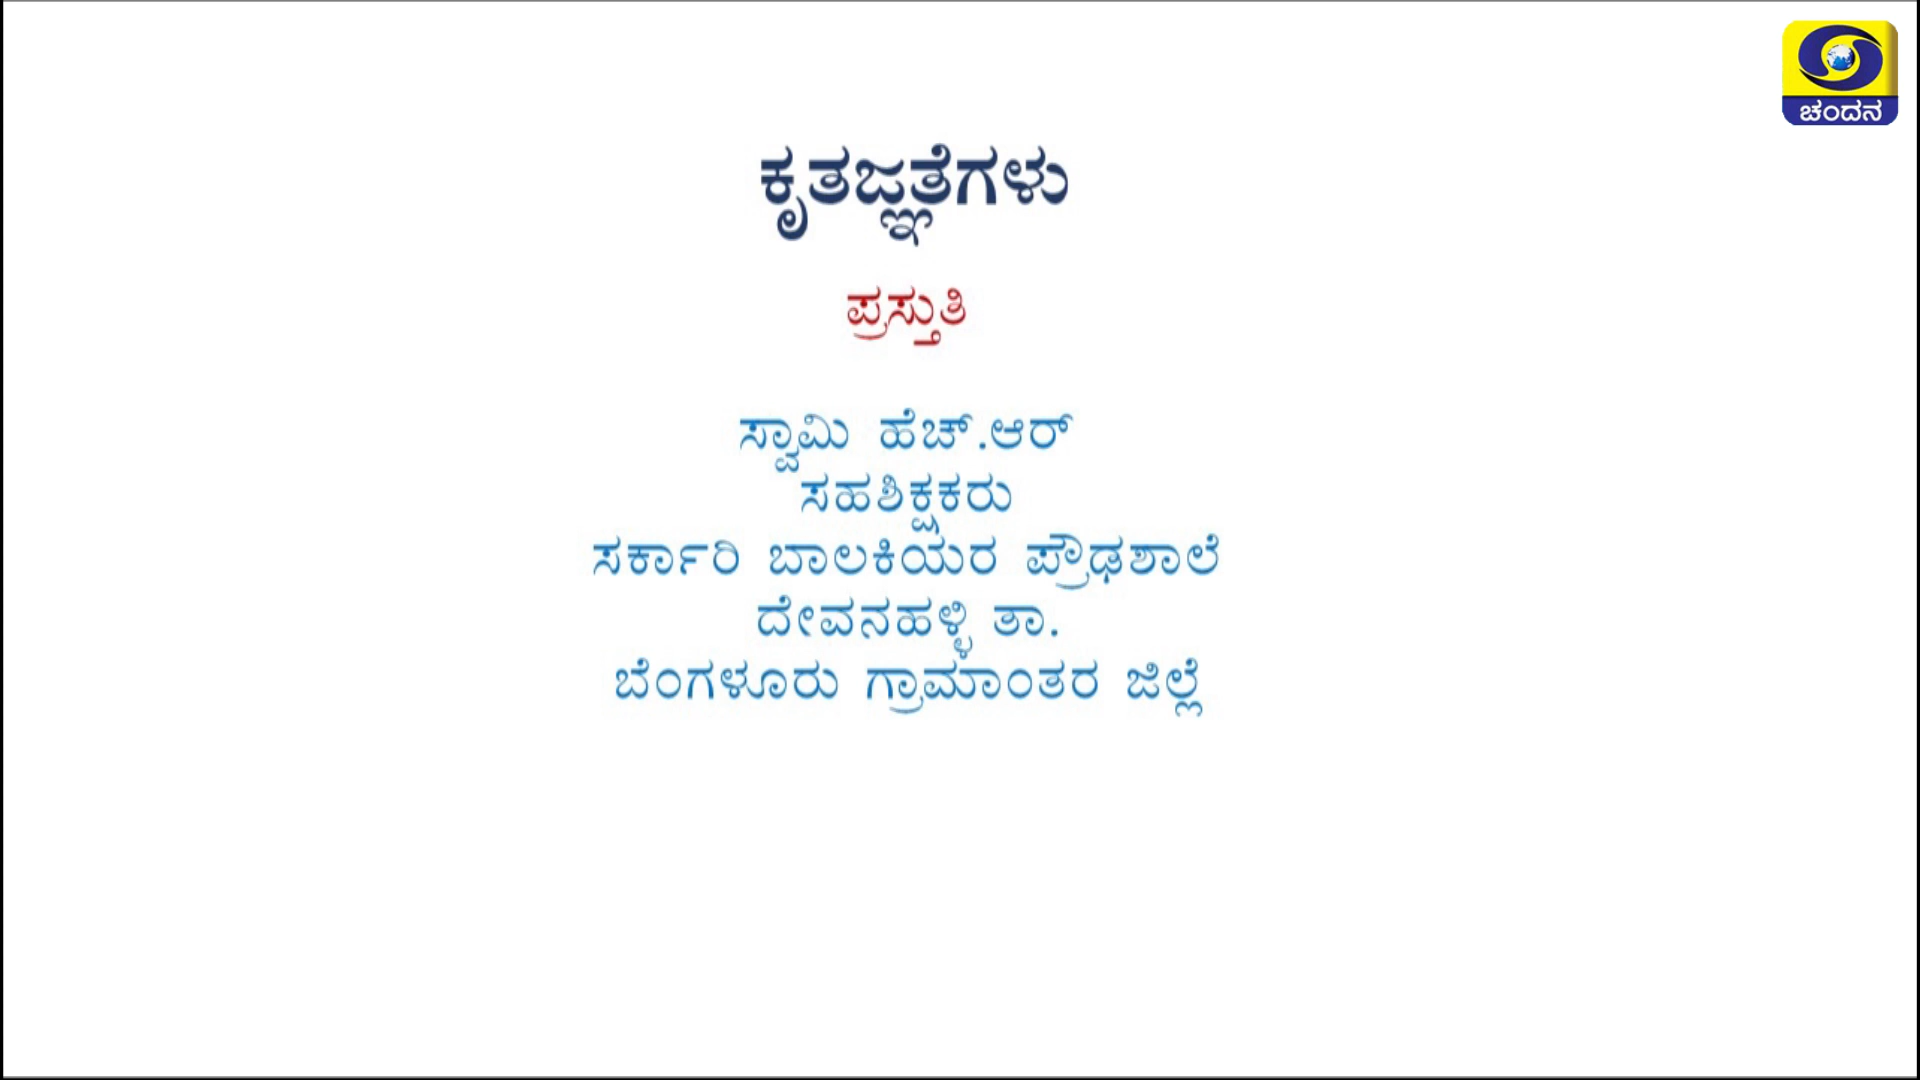 ಚಂದನ
ಕೃತಜ್ಞತೆಗಳು
ಪ್ರಸ್ತುತಿ
ಸ್ವಾಮಿ ಹೆಚ್.ಆರ್
ಸಹಶಿಕ್ಷಕರು
ಸರ್ಕಾರಿ ಬಾಲಕಿಯರ ಪ್ರೌಢಶಾಲೆ
ದೇವನಹಳ್ಳಿ ತಾ.
ಬೆಂಗಳೂರು ಗ್ರಾಮಾಂತರ ಜಿಲ್ಲೆ